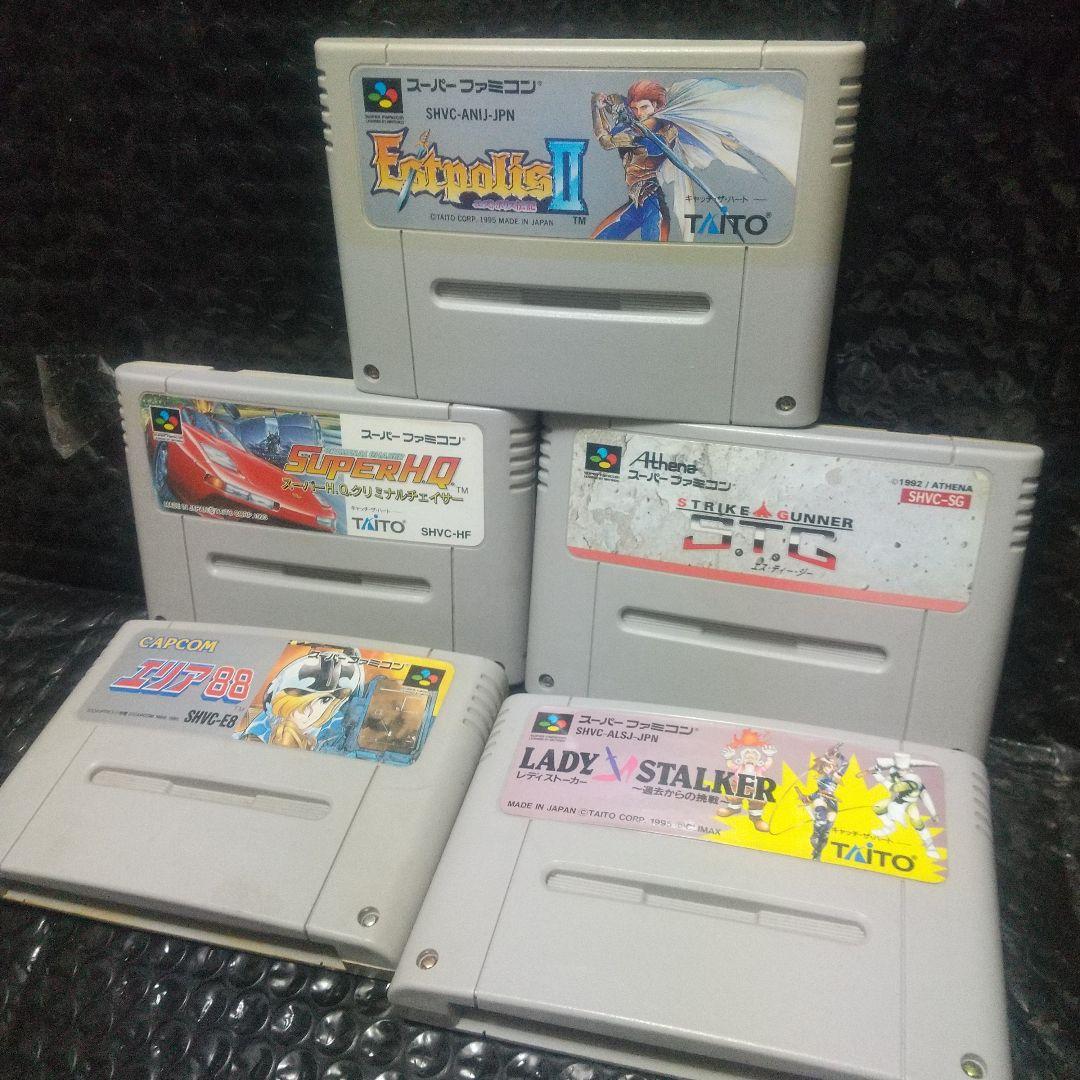 スーパーファミコン
SHVC-ANIJ-JPN
Estpolis II
TM
©TAITO CORP. 1995 MADE IN JAPAN
キャッチ・ザ・ハート
TAITO®
スーパーファミコン
CRIMINAL CHASER
SUPER H.Q.
TM
スーパーH.Q.クリミナルチェイサー
キャッチ・ザ・ハート
TAITO
SHVC-HF
Athena
スーパーファミコン
©1992 / ATHENA
SHVC-SG
STRIKE GUNNER
S.T.G
エス・ティー・ジー
CAPCOM
エリア88
SHVC-E8
スーパーファミコン
スーパーファミコン
SHVC-ALSJ-JPN
LADY STALKER
レディストーカー
〜過去からの挑戦〜
MADE IN JAPAN ©TAITO CORP. 1995
キャッチ・ザ・ハート
TAITO®